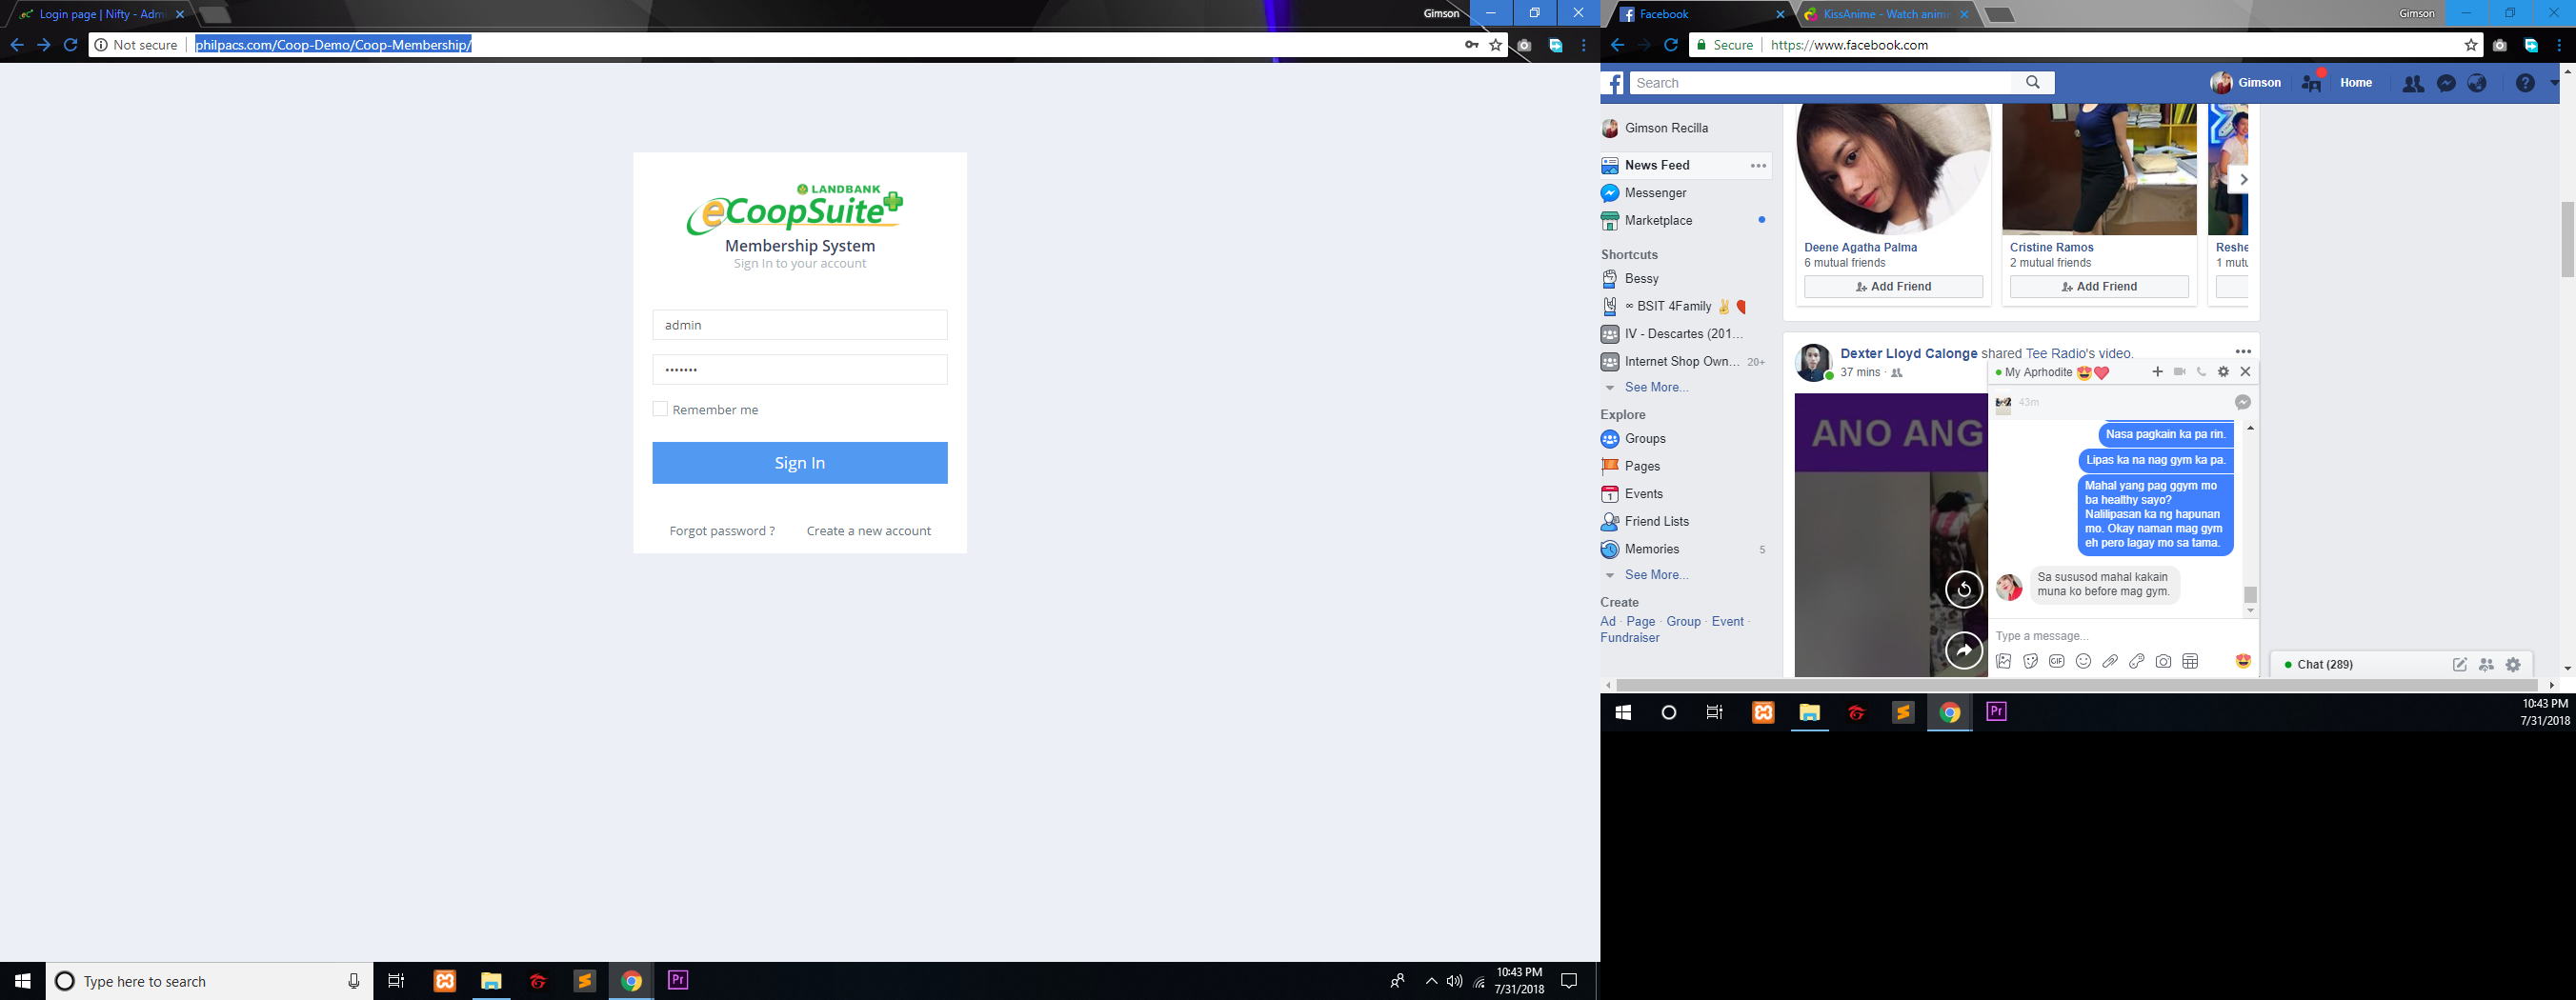 Login page | Nifty - Adm
Gimson
Not secure
philpacs.com/Coop-Demo/Coop-Membership/
LANDBANK
eCoopSuite+
Membership System
Sign In to your account
admin
•••••••
Remember me
Sign In
Forgot password ?
Create a new account
Type here to search
Pr
10:43 PM
7/31/2018
Facebook
KissAnime - Watch anime
Gimson
Secure
https://www.facebook.com
Search
Gimson
Home
Gimson Recilla
News Feed
Messenger
Marketplace
Shortcuts
Bessy
∞ BSIT 4Family ✌
IV - Descartes (201...
Internet Shop Own... 20+
See More...
Explore
Groups
Pages
Events
Friend Lists
Memories 5
See More...
Create
Ad · Page · Group · Event ·
Fundraiser
Deene Agatha Palma
6 mutual friends
Add Friend
Cristine Ramos
2 mutual friends
Add Friend
Reshe
1 mutu
Dexter Lloyd Calonge shared Tee Radio's video.
37 mins ·
ANO ANG
My Aprhodite 😍❤
43m
Nasa pagkain ka pa rin.
Lipas ka na nag gym ka pa.
Mahal yang pag ggym mo
ba healthy sayo?
Nalilipasan ka ng hapunan
mo. Okay naman mag gym
eh pero lagay mo sa tama.
Sa sususod mahal kakain
muna ko before mag gym.
Type a message...
GIF
Chat (289)
Pr
10:43 PM
7/31/2018